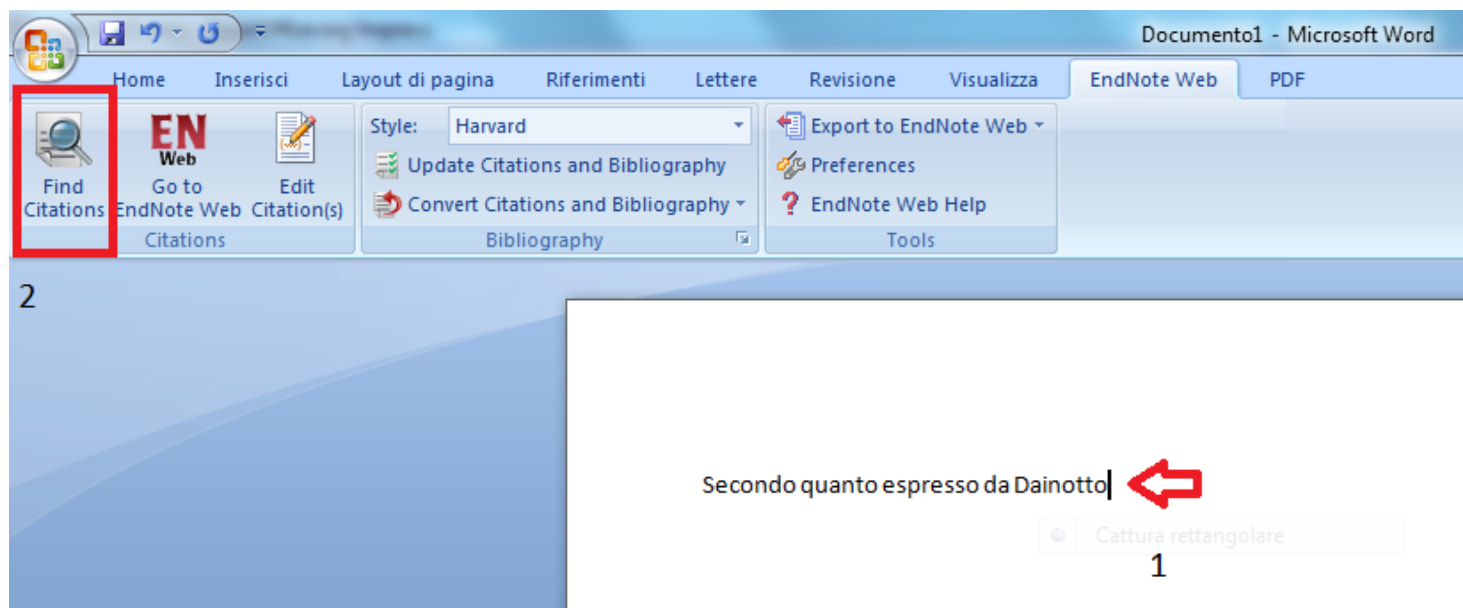 Documento1 - Microsoft Word
Home Inserisci Layout di pagina Riferimenti Lettere Revisione Visualizza EndNote Web PDF
Find Citations
EN Web
Go to EndNote Web
Edit Citation(s)
Citations
Style: Harvard
Update Citations and Bibliography
Convert Citations and Bibliography
Bibliography
Export to EndNote Web
Preferences
? EndNote Web Help
Tools
2
Secondo quanto espresso da Dainotto
Cattura rettangolare
1